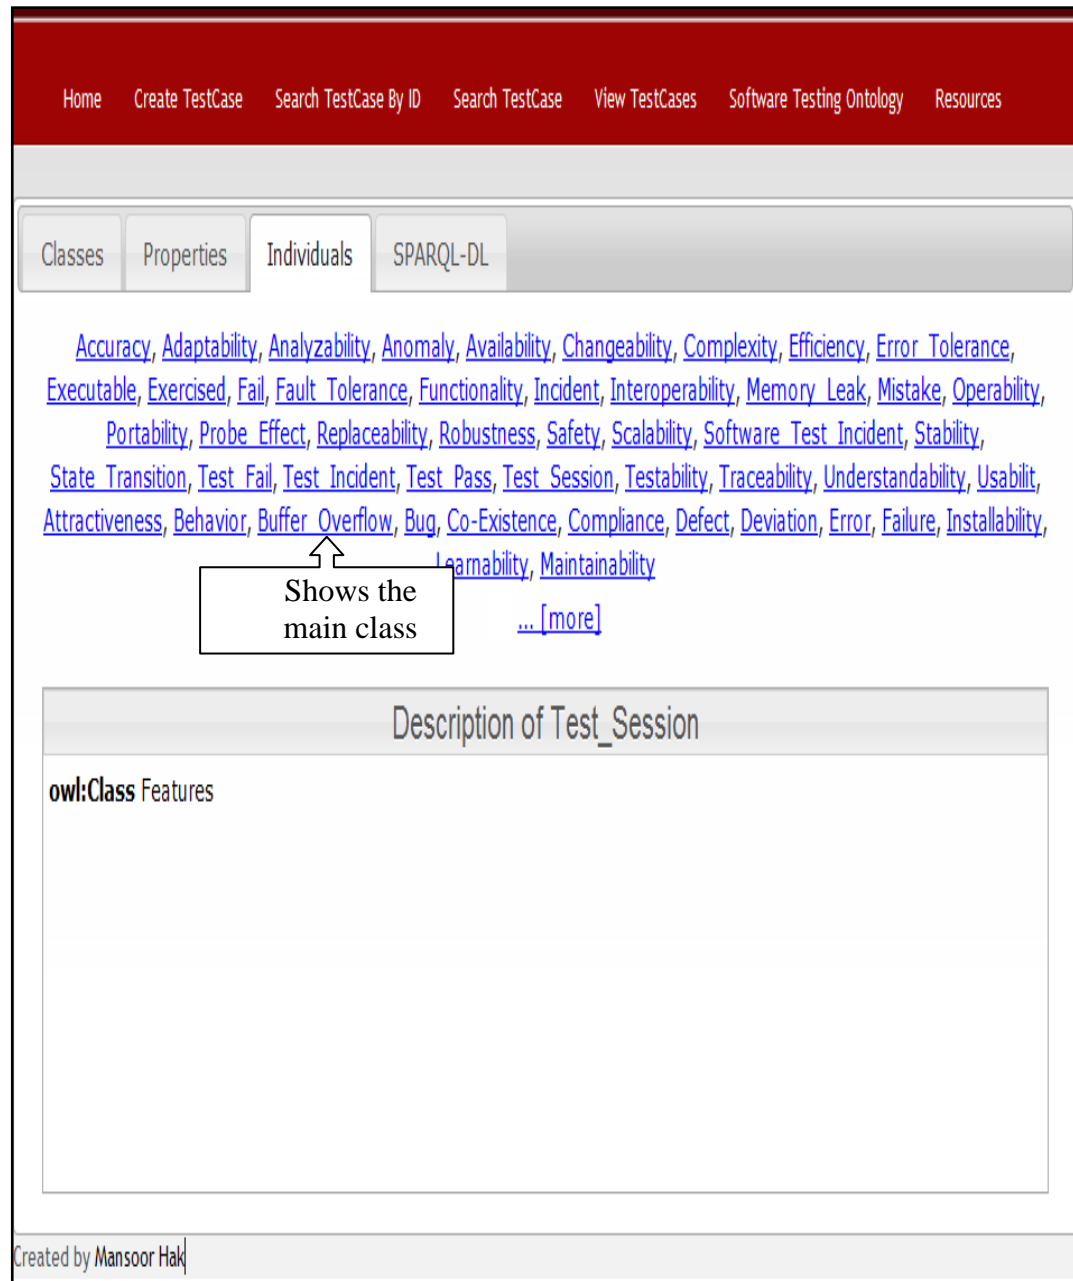 Home Create TestCase Search TestCase By ID Search TestCase View TestCases Software Testing Ontology Resources
Classes Properties Individuals SPARQL-DL
Accuracy, Adaptability, Analyzability, Anomaly, Availability, Changeability, Complexity, Efficiency, Error_Tolerance,
Executable, Exercised, Fail, Fault_Tolerance, Functionality, Incident, Interoperability, Memory_Leak, Mistake, Operability,
Portability, Probe_Effect, Replaceability, Robustness, Safety, Scalability, Software_Test_Incident, Stability,
State_Transition, Test_Fail, Test_Incident, Test_Pass, Test_Session, Testability, Traceability, Understandability, Usabilit,
Attractiveness, Behavior, Buffer_Overflow, Bug, Co-Existence, Compliance, Defect, Deviation, Error, Failure, Installability,
Learnability, Maintainability
Shows the
main class
... [more]
Description of Test_Session
owl:Class Features
Created by Mansoor Hak